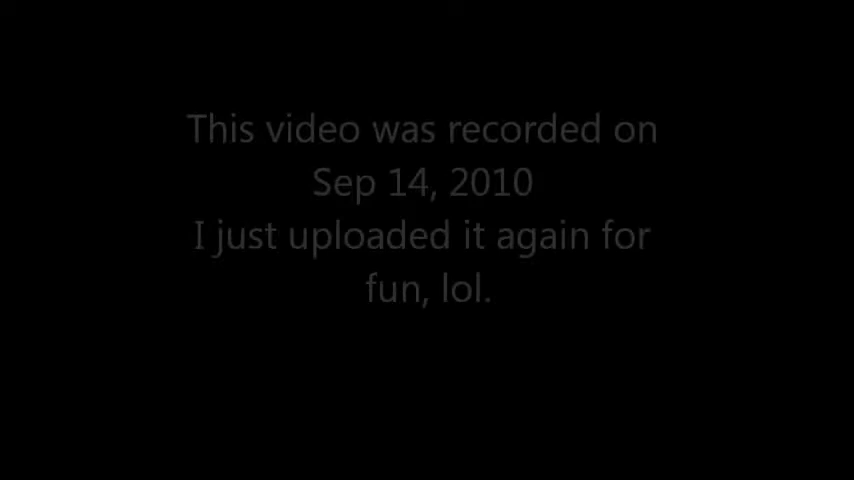 This video was recorded on
Sep 14, 2010
I just uploaded it again for
fun, lol.